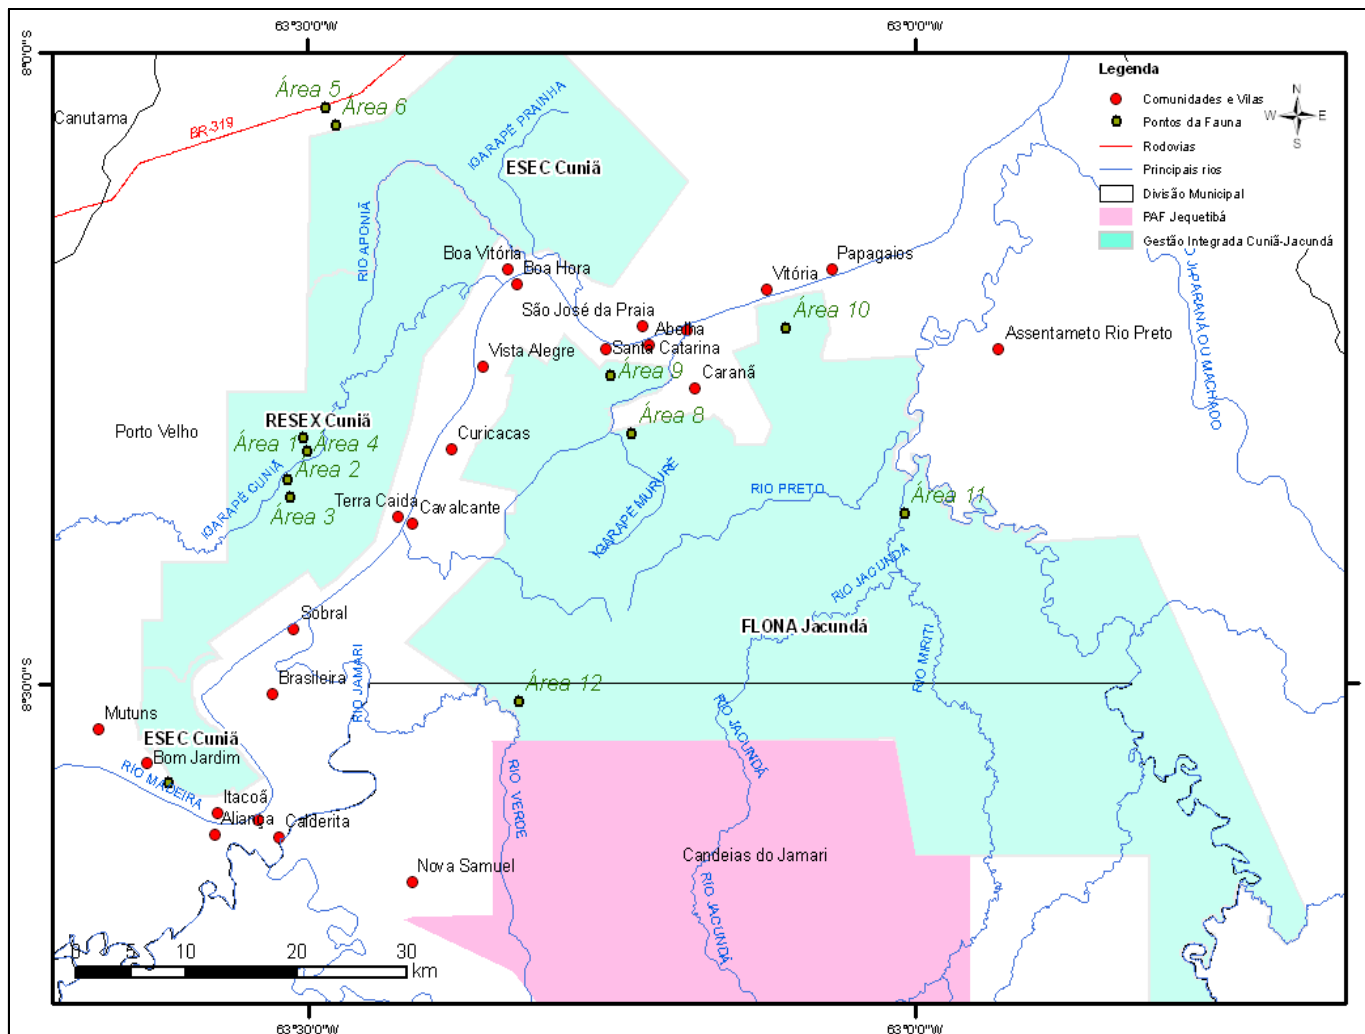 63°30'0"W
63°0'0"W
8°0'0"S
Legenda
Comunidades e Vilas
Pontos da Fauna
Rodovias
Principais rios
Divisão Municipal
PAF Jequetibá
Gestão Integrada Cuniã-Jacundá
N
W
E
S
Área 5
Área 6
Canutama
BR-319
IGARAPÉ PRAINHA
ESEC Cuniã
RIO APONIÃ
Boa Vitória
Boa Hora
Papagaios
Vitória
São José da Praia
Abelha
Área 10
Santa Catarina
Assentameto Rio Preto
Vista Alegre
Área 9
Caranã
JI-PARANÁ OU MACHADO
RESEX Cuniã
Porto Velho
Área 1
Área 4
Área 8
Curicacas
Área 2
Área 3
IGARAPÉ CUNIÃ
IGARAPÉ MURURÉ
RIO PRETO
Área 11
Terra Caida
Cavalcante
RIO JACUNDÁ
Sobral
FLONA Jacundá
RIO MIRITI
RIO JAMARI
Brasileira
Área 12
8°30'0"S
8°30'0"S
Mutuns
ESEC Cuniã
Bom Jardim
RIO MADEIRA
RIO JACUNDÁ
Itacoã
Aliança
Calderita
RIO VERDE
Candeias do Jamari
Nova Samuel
RIO JACUNDÁ
0 5 10 20 30
km
63°30'0"W
63°0'0"W